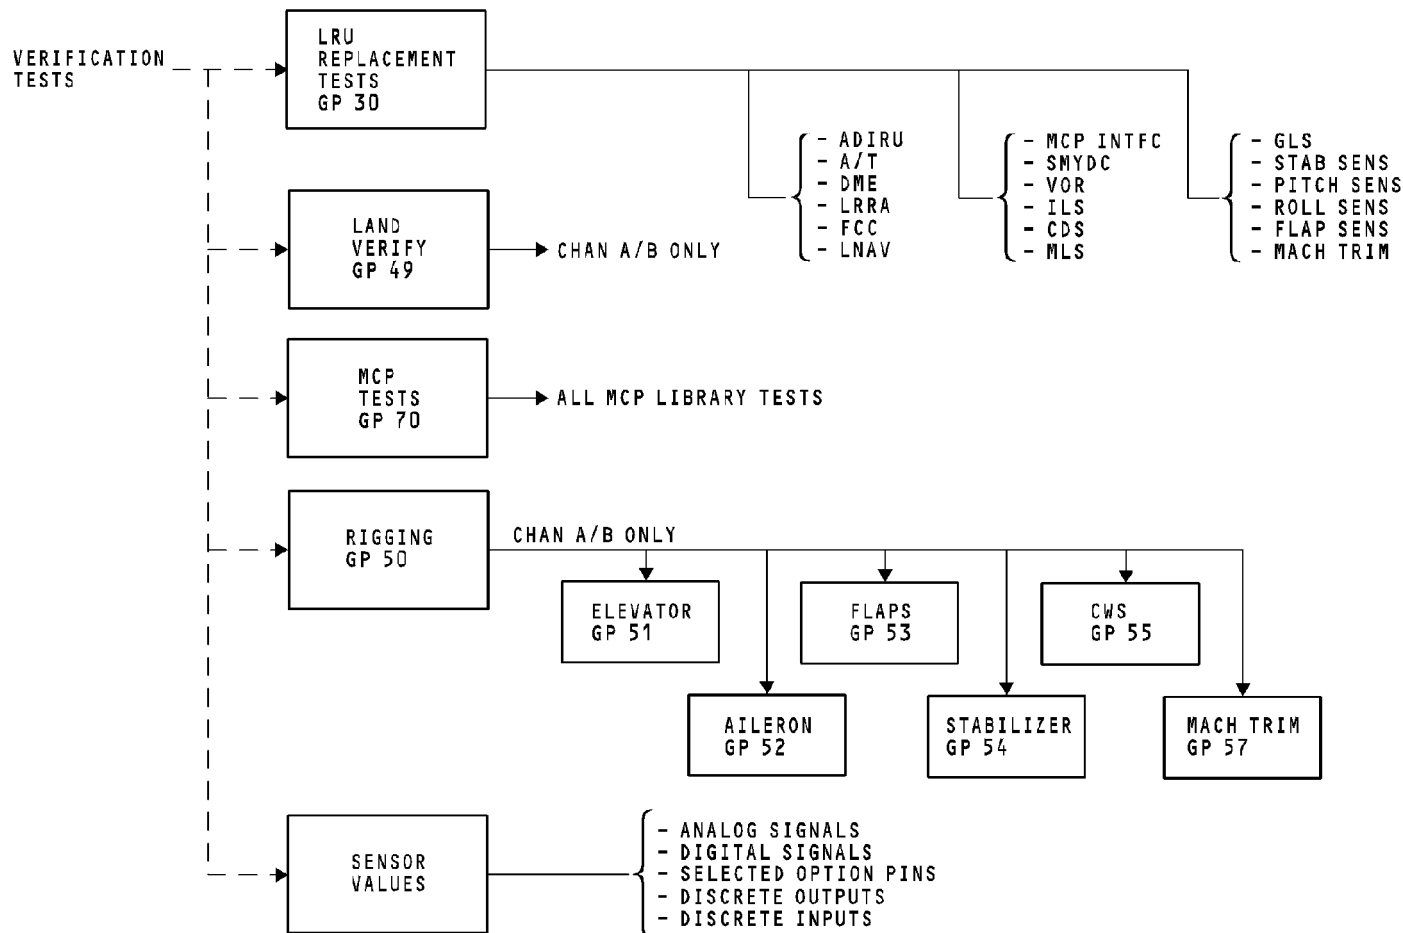 VERIFICATION
TESTS
LRU
REPLACEMENT
TESTS
GP 30
- ADIRU
- A/T
- DME
- LRRA
- FCC
- LNAV
- MCP INTFC
- SMYDC
- VOR
- ILS
- CDS
- MLS
- GLS
- STAB SENS
- PITCH SENS
- ROLL SENS
- FLAP SENS
- MACH TRIM
LAND
VERIFY
GP 49
CHAN A/B ONLY
MCP
TESTS
GP 70
ALL MCP LIBRARY TESTS
RIGGING
GP 50
CHAN A/B ONLY
ELEVATOR
GP 51
FLAPS
GP 53
CWS
GP 55
AILERON
GP 52
STABILIZER
GP 54
MACH TRIM
GP 57
SENSOR
VALUES
- ANALOG SIGNALS
- DIGITAL SIGNALS
- SELECTED OPTION PINS
- DISCRETE OUTPUTS
- DISCRETE INPUTS